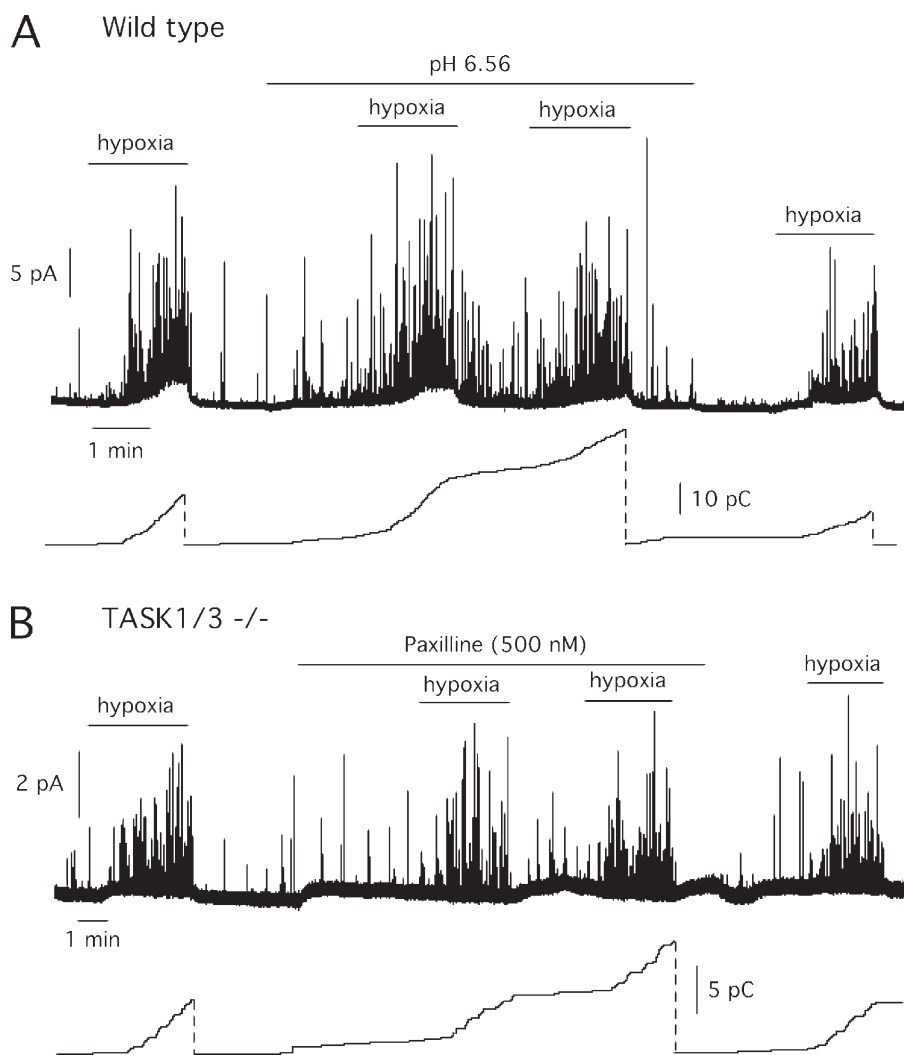 A
Wild type
pH 6.56
hypoxia
hypoxia
hypoxia
hypoxia
5 pA
1 min
10 pC
B
TASK1/3 -/-
Paxilline (500 nM)
hypoxia
hypoxia
hypoxia
hypoxia
2 pA
1 min
5 pC